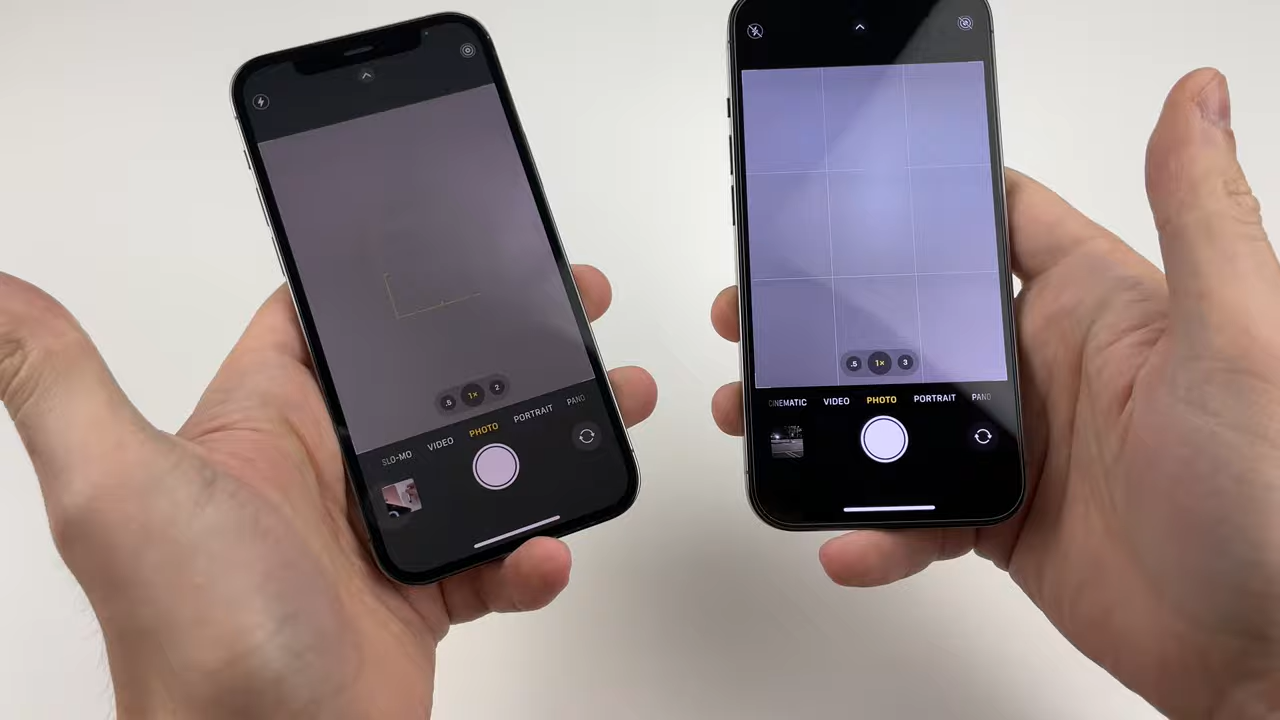 .5 1× 2
SLO-MO VIDEO PHOTO PORTRAIT PANO
.5 1× 3
CINEMATIC VIDEO PHOTO PORTRAIT PANO